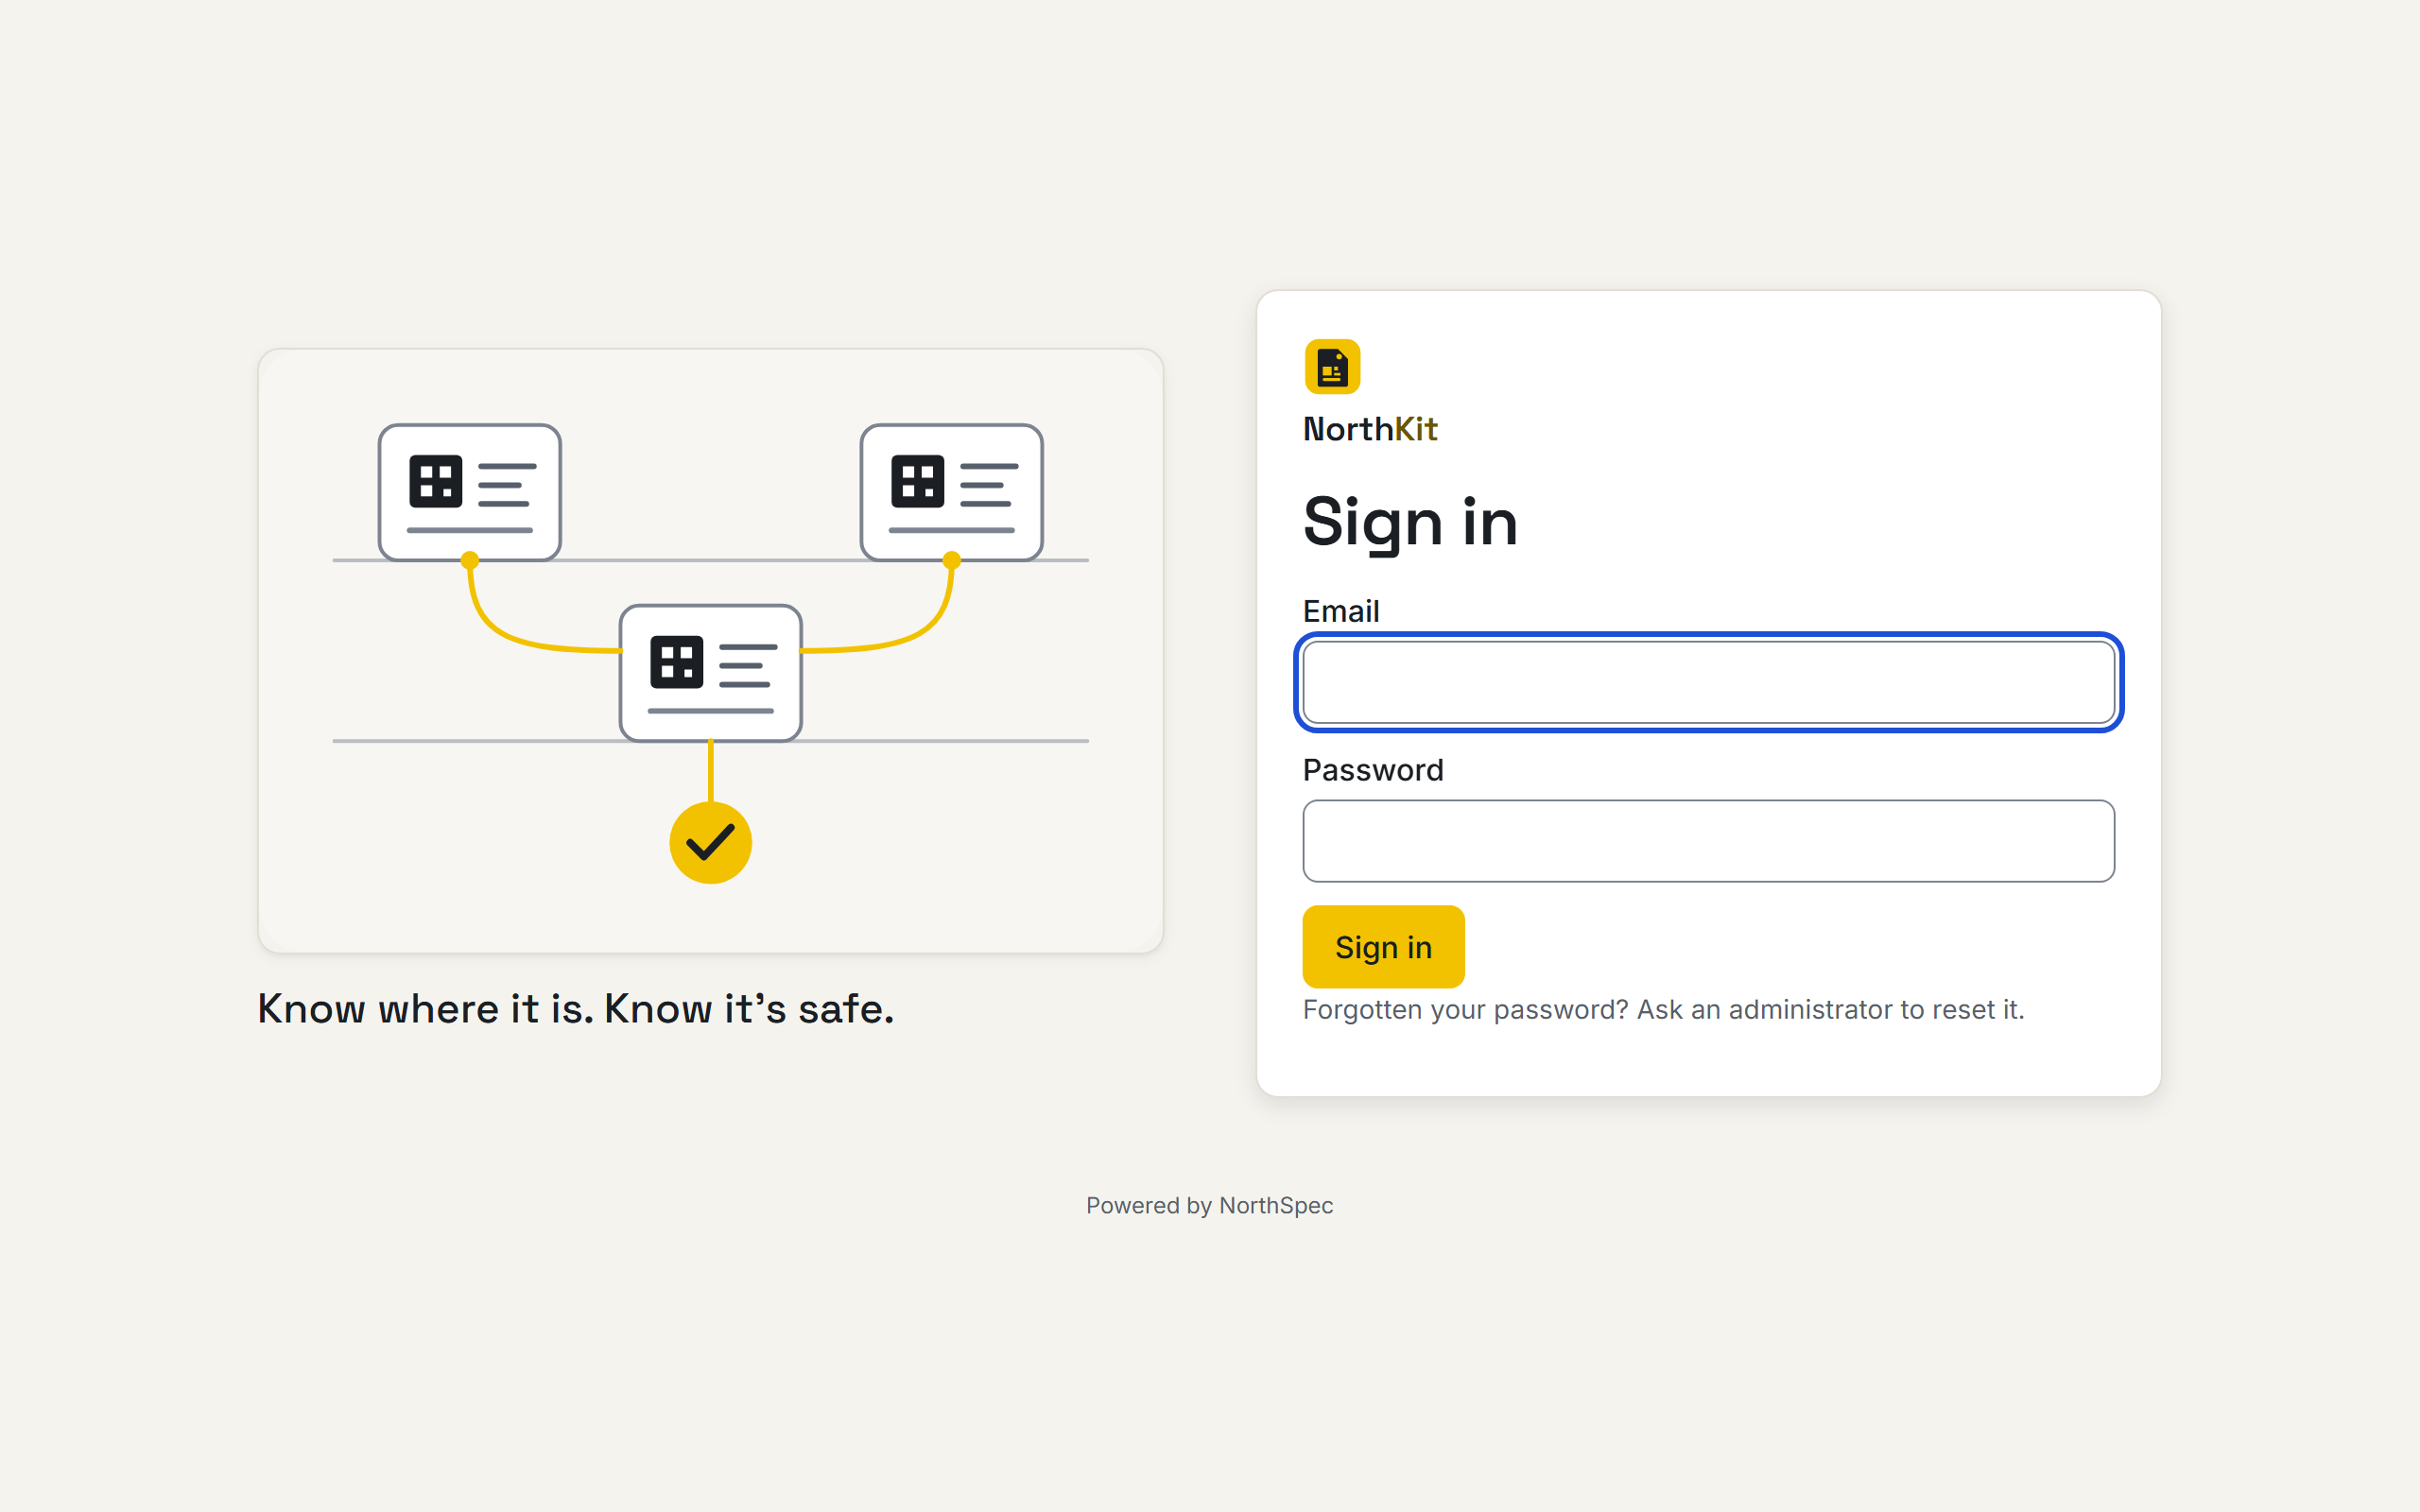 Know where it is. Know it’s safe.
NorthKit
Sign in
Email
Password
Sign in
Forgotten your password? Ask an administrator to reset it.
Powered by NorthSpec